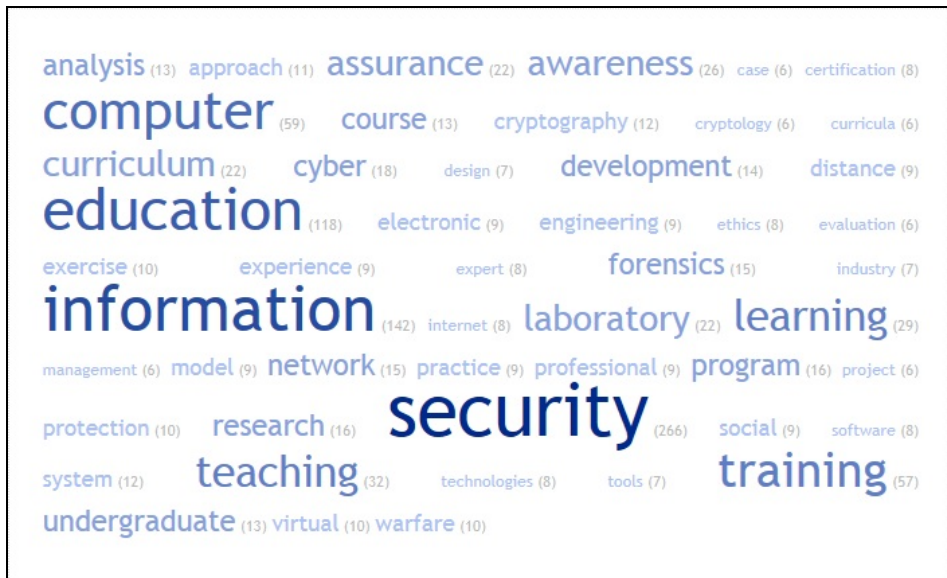 analysis (13) approach (11) assurance (22) awareness (26) case (6) certification (8)
computer (59) course (13) cryptography (12) cryptology (6) curricula (6)
curriculum (22) cyber (18) design (7) development (14) distance (9)
education (118) electronic (9) engineering (9) ethics (8) evaluation (6)
exercise (10) experience (9) expert (8) forensics (15) industry (7)
information (142) internet (8) laboratory (22) learning (29)
management (6) model (9) network (15) practice (9) professional (9) program (16) project (6)
protection (10) research (16) security (266) social (9) software (8)
system (12) teaching (32) technologies (8) tools (7) training (57)
undergraduate (13) virtual (10) warfare (10)